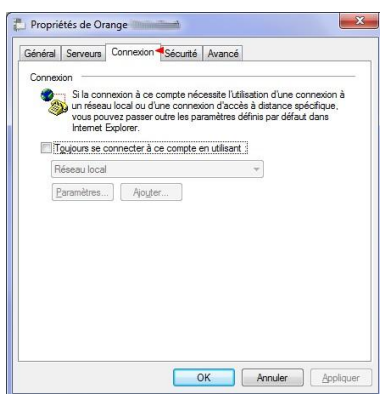 Propriétés de Orange
Général Serveurs Connexion Sécurité Avancé
Connexion
Si la connexion à ce compte nécessite l'utilisation d'une connexion à
un réseau local ou d'une connexion d'accès à distance spécifique,
vous pouvez passer outre les paramètres définis par défaut dans
Internet Explorer.
Toujours se connecter à ce compte en utilisant :
Réseau local
Paramètres... Ajouter...
OK Annuler Appliquer